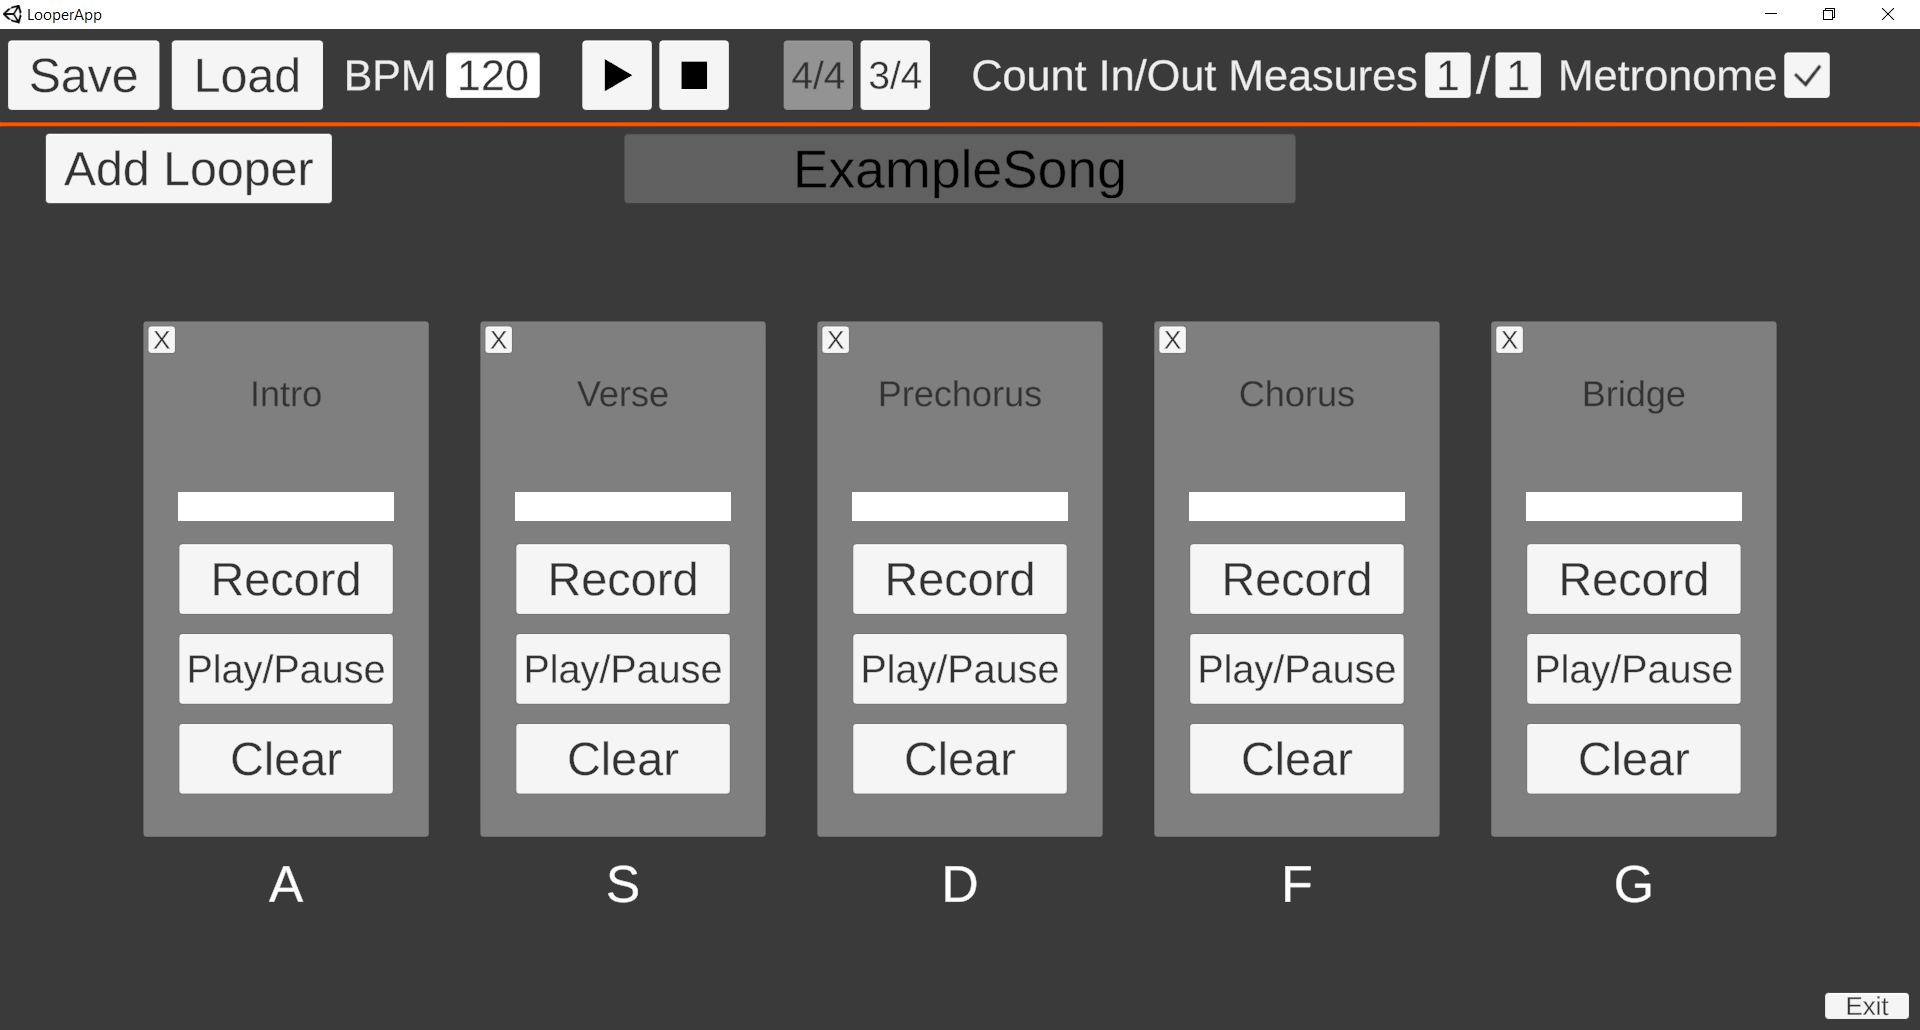 LooperApp
Save Load BPM 120 4/4 3/4 Count In/Out Measures 1 / 1 Metronome
Add Looper ExampleSong
X X X X X
Intro Verse Prechorus Chorus Bridge
Record Record Record Record Record
Play/Pause Play/Pause Play/Pause Play/Pause Play/Pause
Clear Clear Clear Clear Clear
A S D F G
Exit